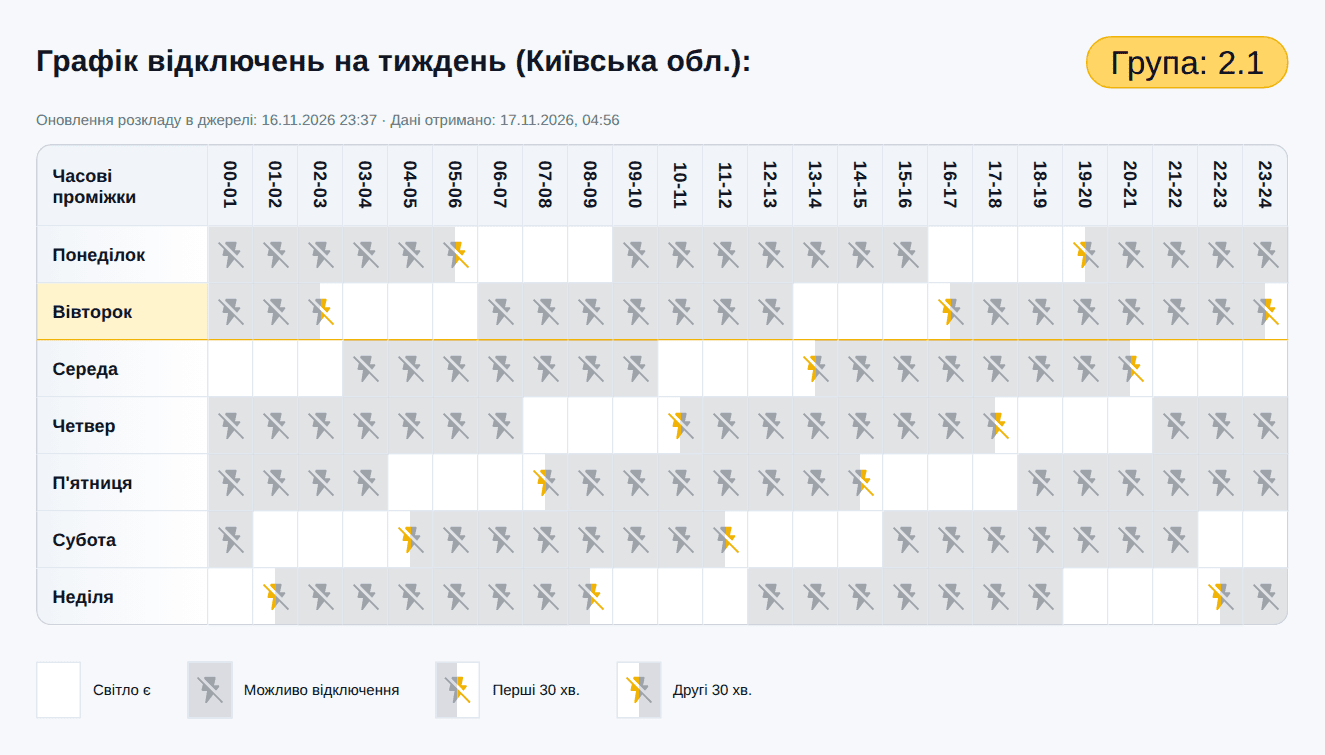 Графік відключень на тиждень (Київська обл.):
Група: 2.1
Оновлення розкладу в джерелі: 16.11.2026 23:37 · Дані отримано: 17.11.2026, 04:56
Часові
проміжки
00-01
01-02
02-03
03-04
04-05
05-06
06-07
07-08
08-09
09-10
10-11
11-12
12-13
13-14
14-15
15-16
16-17
17-18
18-19
19-20
20-21
21-22
22-23
23-24
Понеділок
Вівторок
Середа
Четвер
П'ятниця
Субота
Неділя
Світло є
Можливо відключення
Перші 30 хв.
Другі 30 хв.